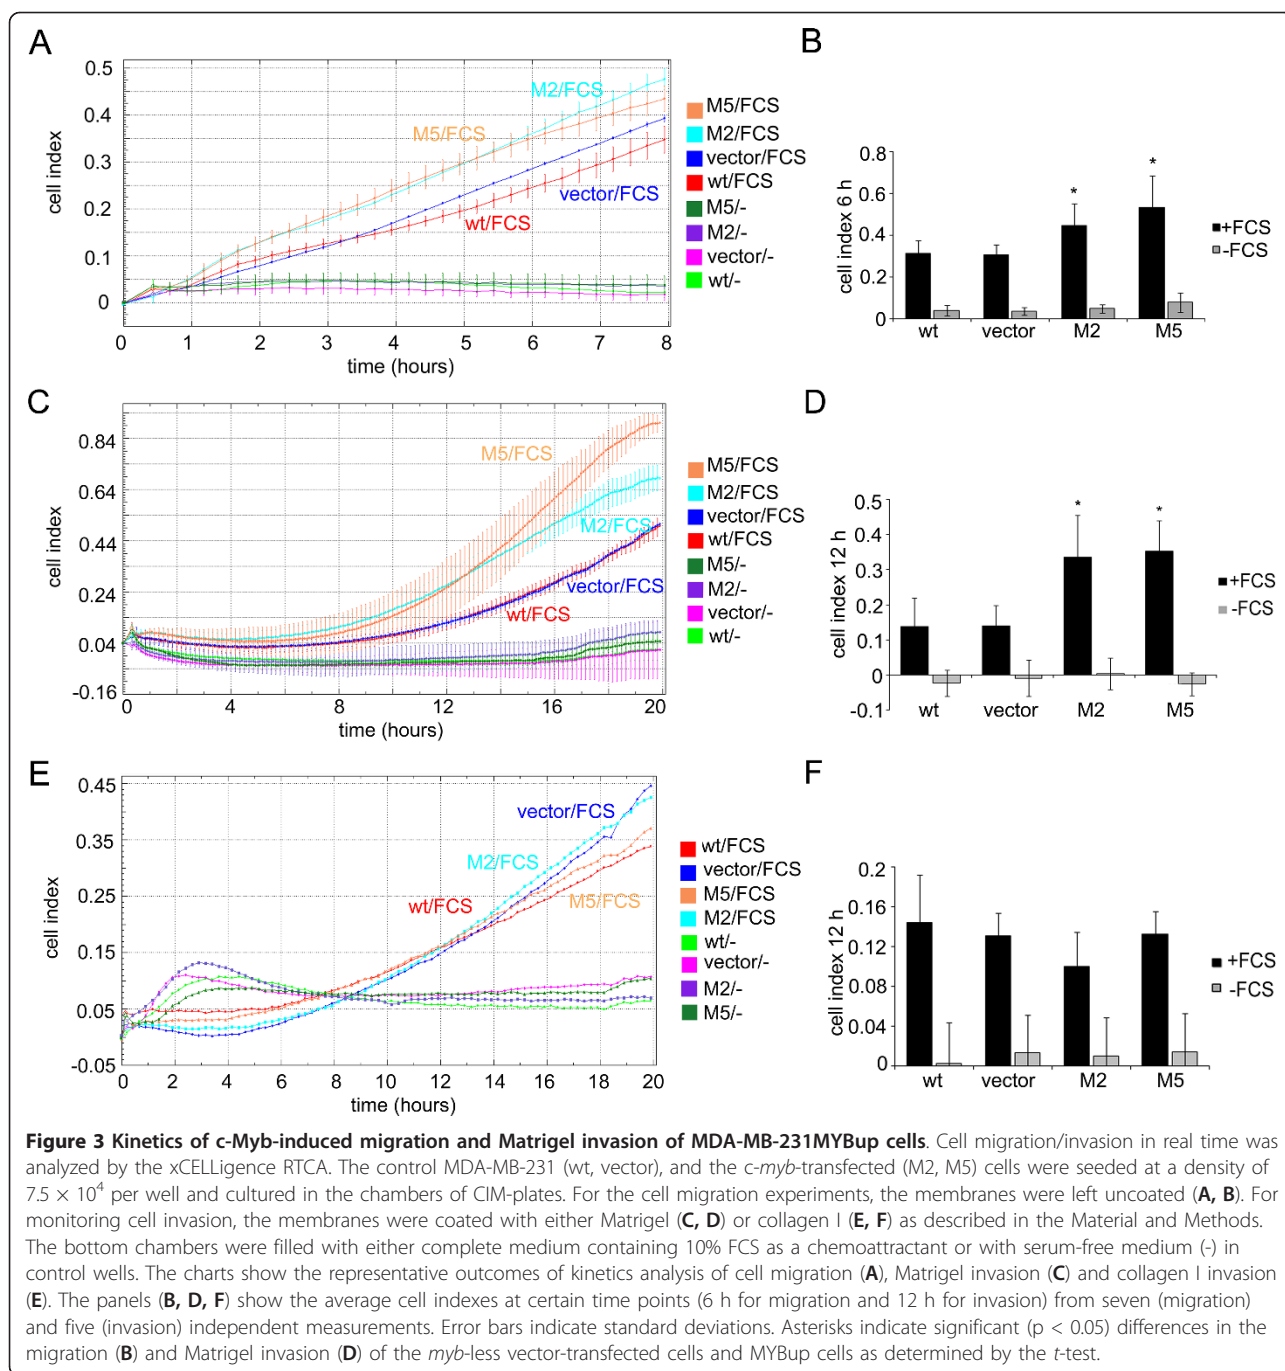 A
0.5
0.4
0.3
0.2
0.1
0
cell index
M2/FCS
M5/FCS
vector/FCS
wt/FCS
0 1 2 3 4 5 6 7 8
time (hours)
M5/FCS
M2/FCS
vector/FCS
wt/FCS
M5/-
M2/-
vector/-
wt/-
B
0.8
0.6
0.4
0.2
0
cell index 6 h
* *
wt vector M2 M5
+FCS
-FCS
C
0.84
0.64
0.44
0.24
0.04
-0.16
cell index
M5/FCS
M2/FCS
vector/FCS
wt/FCS
0 4 8 12 16 20
time (hours)
M5/FCS
M2/FCS
vector/FCS
wt/FCS
M5/-
M2/-
vector/-
wt/-
D
0.5
0.4
0.3
0.2
0.1
0
-0.1
cell index 12 h
* *
wt vector M2 M5
+FCS
-FCS
E
0.45
0.35
0.25
0.15
0.05
-0.05
cell index
vector/FCS
M2/FCS
wt/FCS
M5/FCS
0 2 4 6 8 10 12 14 16 18 20
time (hours)
wt/FCS
vector/FCS
M5/FCS
M2/FCS
wt/-
vector/-
M2/-
M5/-
F
0.2
0.16
0.12
0.08
0.04
0
cell index 12 h
wt vector M2 M5
+FCS
-FCS
Figure 3 Kinetics of c-Myb-induced migration and Matrigel invasion of MDA-MB-231MYBup cells. Cell migration/invasion in real time was
analyzed by the xCELLigence RTCA. The control MDA-MB-231 (wt, vector), and the c-myb-transfected (M2, M5) cells were seeded at a density of
7.5 × 10⁴ per well and cultured in the chambers of CIM-plates. For the cell migration experiments, the membranes were left uncoated (A, B). For
monitoring cell invasion, the membranes were coated with either Matrigel (C, D) or collagen I (E, F) as described in the Material and Methods.
The bottom chambers were filled with either complete medium containing 10% FCS as a chemoattractant or with serum-free medium (-) in
control wells. The charts show the representative outcomes of kinetics analysis of cell migration (A), Matrigel invasion (C) and collagen I invasion
(E). The panels (B, D, F) show the average cell indexes at certain time points (6 h for migration and 12 h for invasion) from seven (migration)
and five (invasion) independent measurements. Error bars indicate standard deviations. Asterisks indicate significant (p < 0.05) differences in the
migration (B) and Matrigel invasion (D) of the myb-less vector-transfected cells and MYBup cells as determined by the t-test.